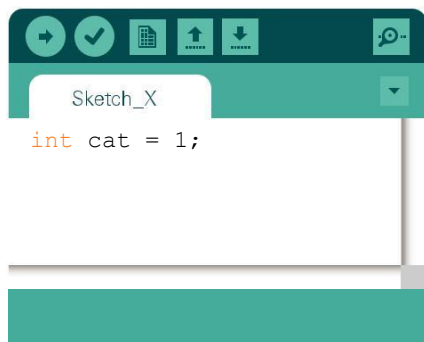 Sketch_X
int cat = 1;